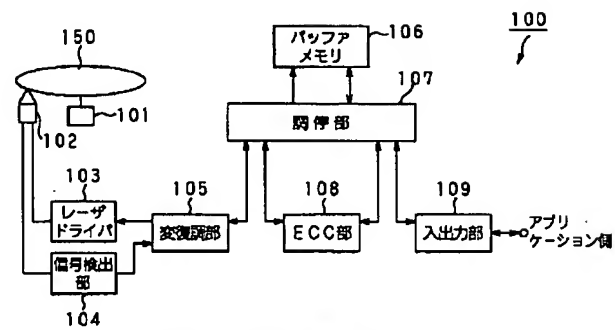 100
150
バッファ
メモリ
106
107
101
102
調停部
103
105
108
109
レーザ
ドライバ
変復調部
ECC部
入出力部
アプリ
ケーション側
信号検出
部
104